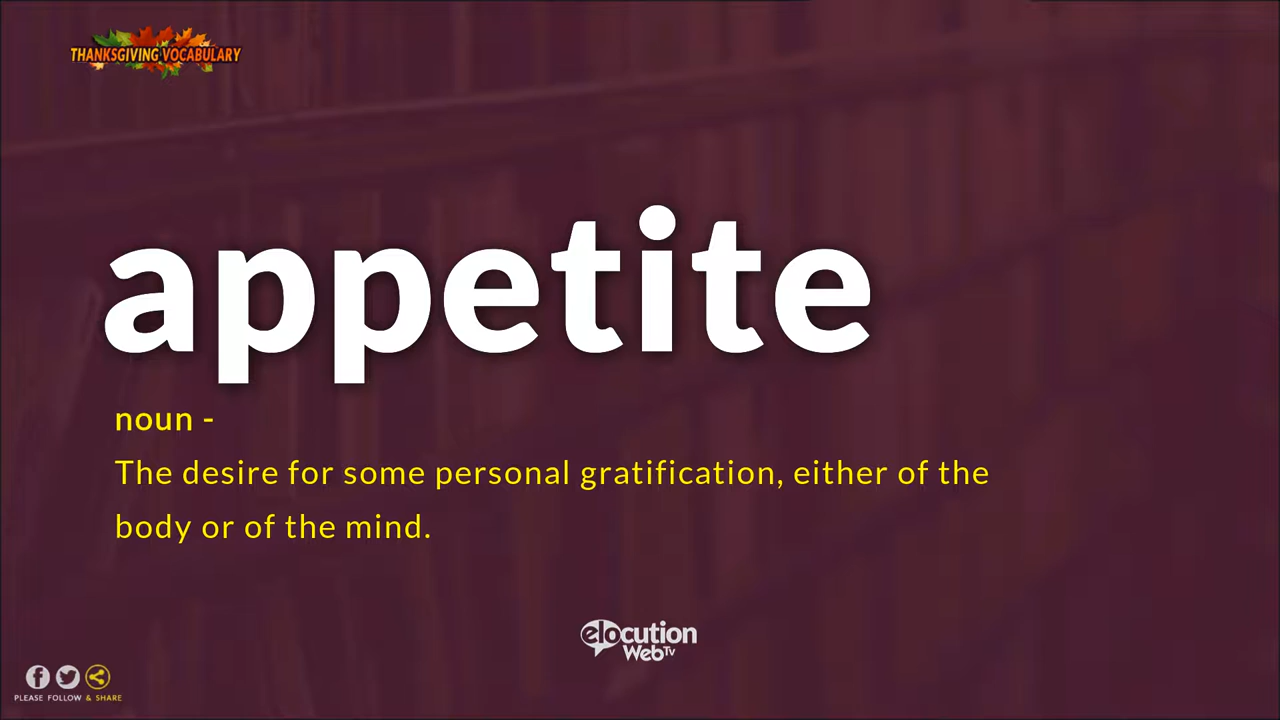 THANKSGIVING VOCABULARY
appetite
noun -
The desire for some personal gratification, either of the
body or of the mind.
elocution
WebTv
PLEASE FOLLOW & SHARE